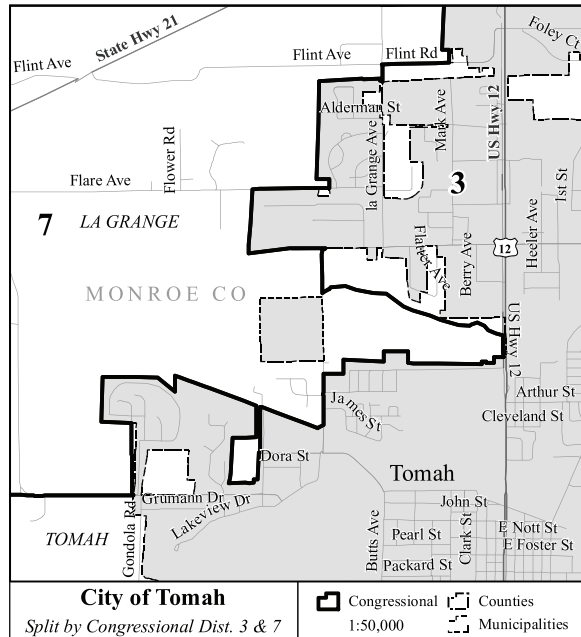 State Hwy 21
Foley Ct
Flint Ave
Flint Ave
Flint Rd
US Hwy 12
Alderman St
Mark Ave
la Grange Ave
Flower Rd
Flare Ave
3
1st St
7
LA GRANGE
Heeler Ave
Berry Ave
Flatter Ave
12
MONROE CO
US Hwy 12
James St
Arthur St
Cleveland St
Dora St
Tomah
Grumann Dr
Lakeview Dr
Gondola Rd
TOMAH
John St
Butts Ave
Clark St
E Nott St
Pearl St
E Foster St
Packard St
City of Tomah
Split by Congressional Dist. 3 & 7
Congressional
Counties
1:50,000
Municipalities